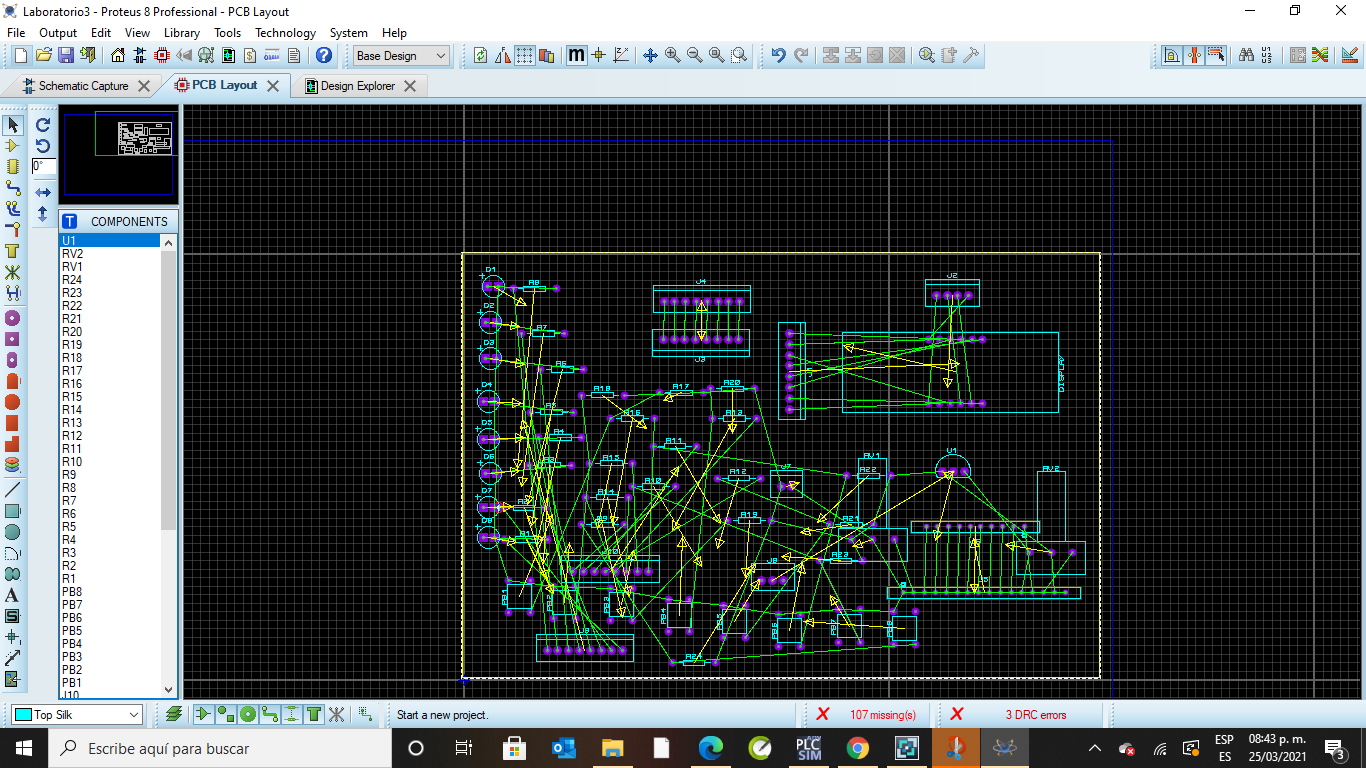 Laboratorio3 - Proteus 8 Professional - PCB Layout
File Output Edit View Library Tools Technology System Help
Base Design
Schematic Capture
PCB Layout
Design Explorer
0°
COMPONENTS
U1
RV2
RV1
R24
R23
R22
R21
R20
R19
R18
R17
R16
R15
R14
R13
R12
R11
R10
R9
R8
R7
R6
R5
R4
R3
R2
R1
PB8
PB7
PB6
PB5
PB4
PB3
PB2
PB1
J10
D1
R8
J4
J2
D2
R7
D3
R6
J3
DISPLAY
D4
R18
R17
R20
R5
R16
R13
D5
R4
R11
D6
R15
R12
J7
RV1
R22
U1
RV2
R10
D7
R14
R19
R21
D8
R1
R23
PB1
PB2
PB3
PB4
PB6
PB7
R24
Top Silk
Start a new project.
107 missing(s)
3 DRC errors
Escribe aquí para buscar
PLC
SIM
ESP
ES
08:43 p. m.
25/03/2021
3